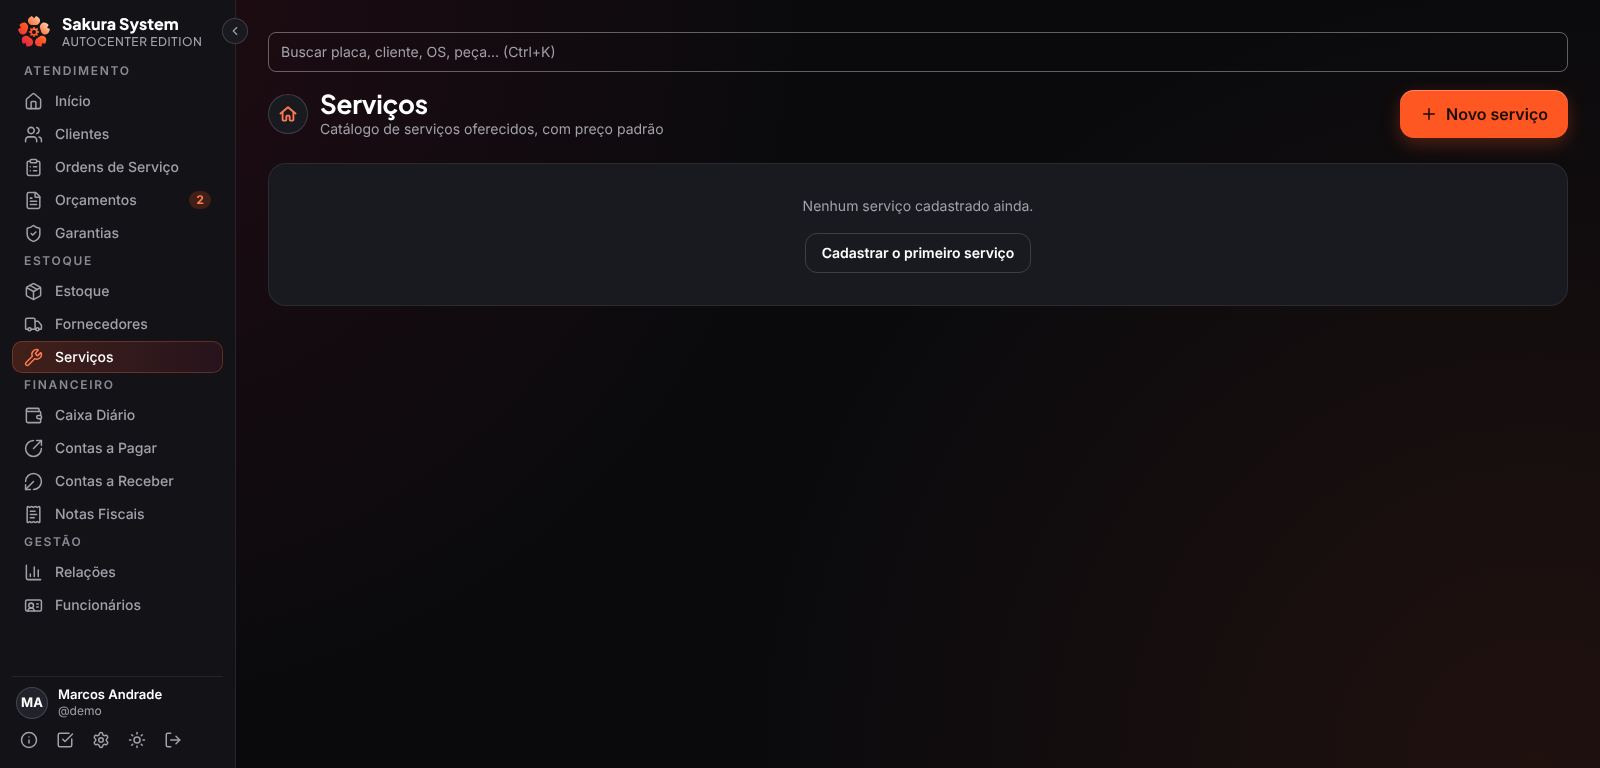 Sakura System
AUTOCENTER EDITION
ATENDIMENTO
Início
Clientes
Ordens de Serviço
Orçamentos 2
Garantias
ESTOQUE
Estoque
Fornecedores
Serviços
FINANCEIRO
Caixa Diário
Contas a Pagar
Contas a Receber
Notas Fiscais
GESTÃO
Relações
Funcionários
MA
Marcos Andrade
@demo
Buscar placa, cliente, OS, peça... (Ctrl+K)
Serviços
Catálogo de serviços oferecidos, com preço padrão
Novo serviço
Nenhum serviço cadastrado ainda.
Cadastrar o primeiro serviço